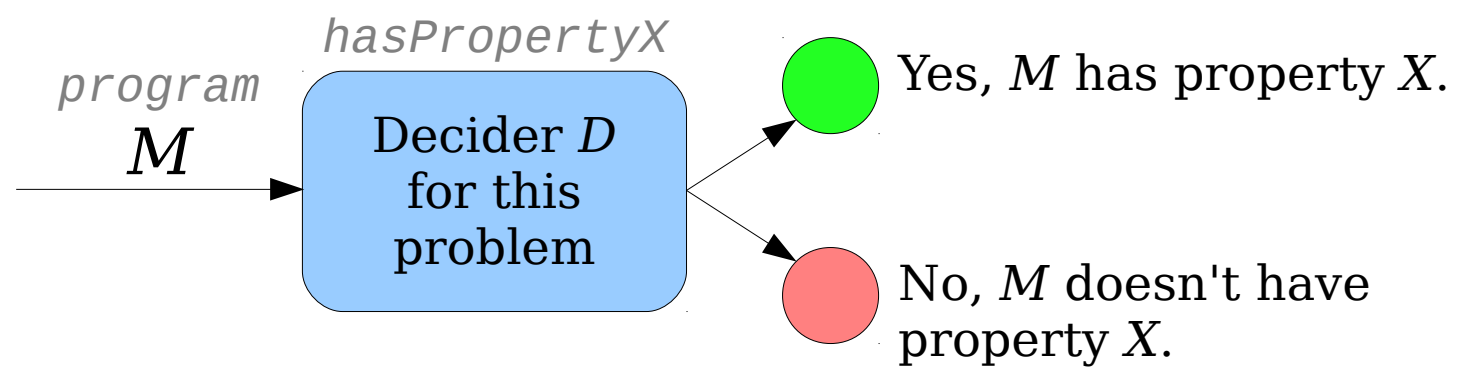 hasPropertyX
program
M
Decider D
for this
problem
Yes, M has property X.
No, M doesn't have
property X.